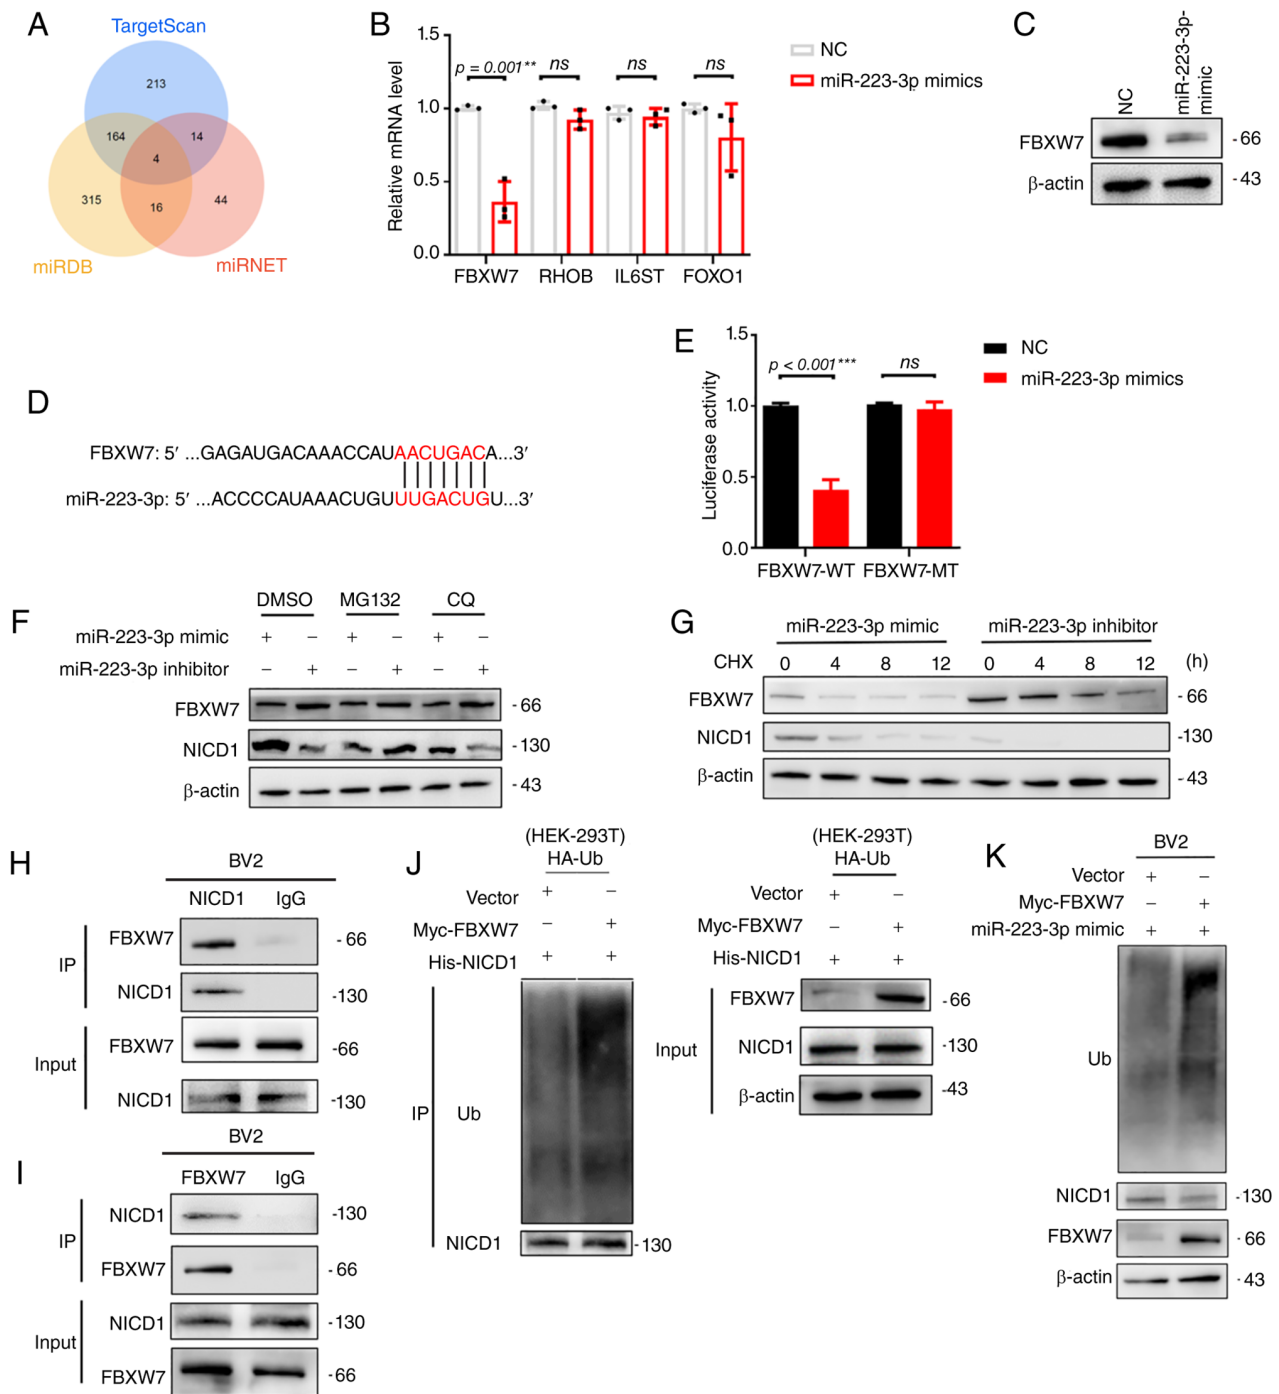 A
TargetScan
213
164
14
4
315
16
44
miRDB
miRNET
B
Relative mRNA level
1.5
1.0
0.5
0.0
p = 0.001**
ns
ns
ns
FBXW7
RHOB
IL6ST
FOXO1
NC
miR-223-3p mimics
C
NC
miR-223-3p-
mimic
FBXW7
- 66
β-actin
- 43
D
FBXW7: 5′ ...GAGAUGACAAACCAUAACUGACA...3′
miR-223-3p: 5′ ...ACCCCAUAAACUGUUUGACUGU...3′
E
Luciferase activity
1.5
1.0
0.5
0.0
p < 0.001***
ns
FBXW7-WT
FBXW7-MT
NC
miR-223-3p mimics
F
DMSO MG132 CQ
miR-223-3p mimic + – + – + –
miR-223-3p inhibitor – + – + – +
FBXW7 - 66
NICD1 -130
β-actin - 43
G
miR-223-3p mimic miR-223-3p inhibitor
CHX 0 4 8 12 0 4 8 12 (h)
FBXW7 - 66
NICD1 -130
β-actin - 43
H
BV2
NICD1 IgG
IP
FBXW7 - 66
NICD1 -130
Input
FBXW7 -66
NICD1 -130
I
BV2
FBXW7 IgG
IP
NICD1 -130
FBXW7 - 66
Input
NICD1 -130
FBXW7 - 66
J
(HEK-293T)
HA-Ub
Vector + –
Myc-FBXW7 – +
His-NICD1 + +
IP
Ub
NICD1 -130
(HEK-293T)
HA-Ub
Vector + –
Myc-FBXW7 – +
His-NICD1 + +
Input
FBXW7 -66
NICD1 -130
β-actin -43
K
BV2
Vector + –
Myc-FBXW7 – +
miR-223-3p mimic + +
Ub
NICD1 -130
FBXW7 - 66
β-actin - 43